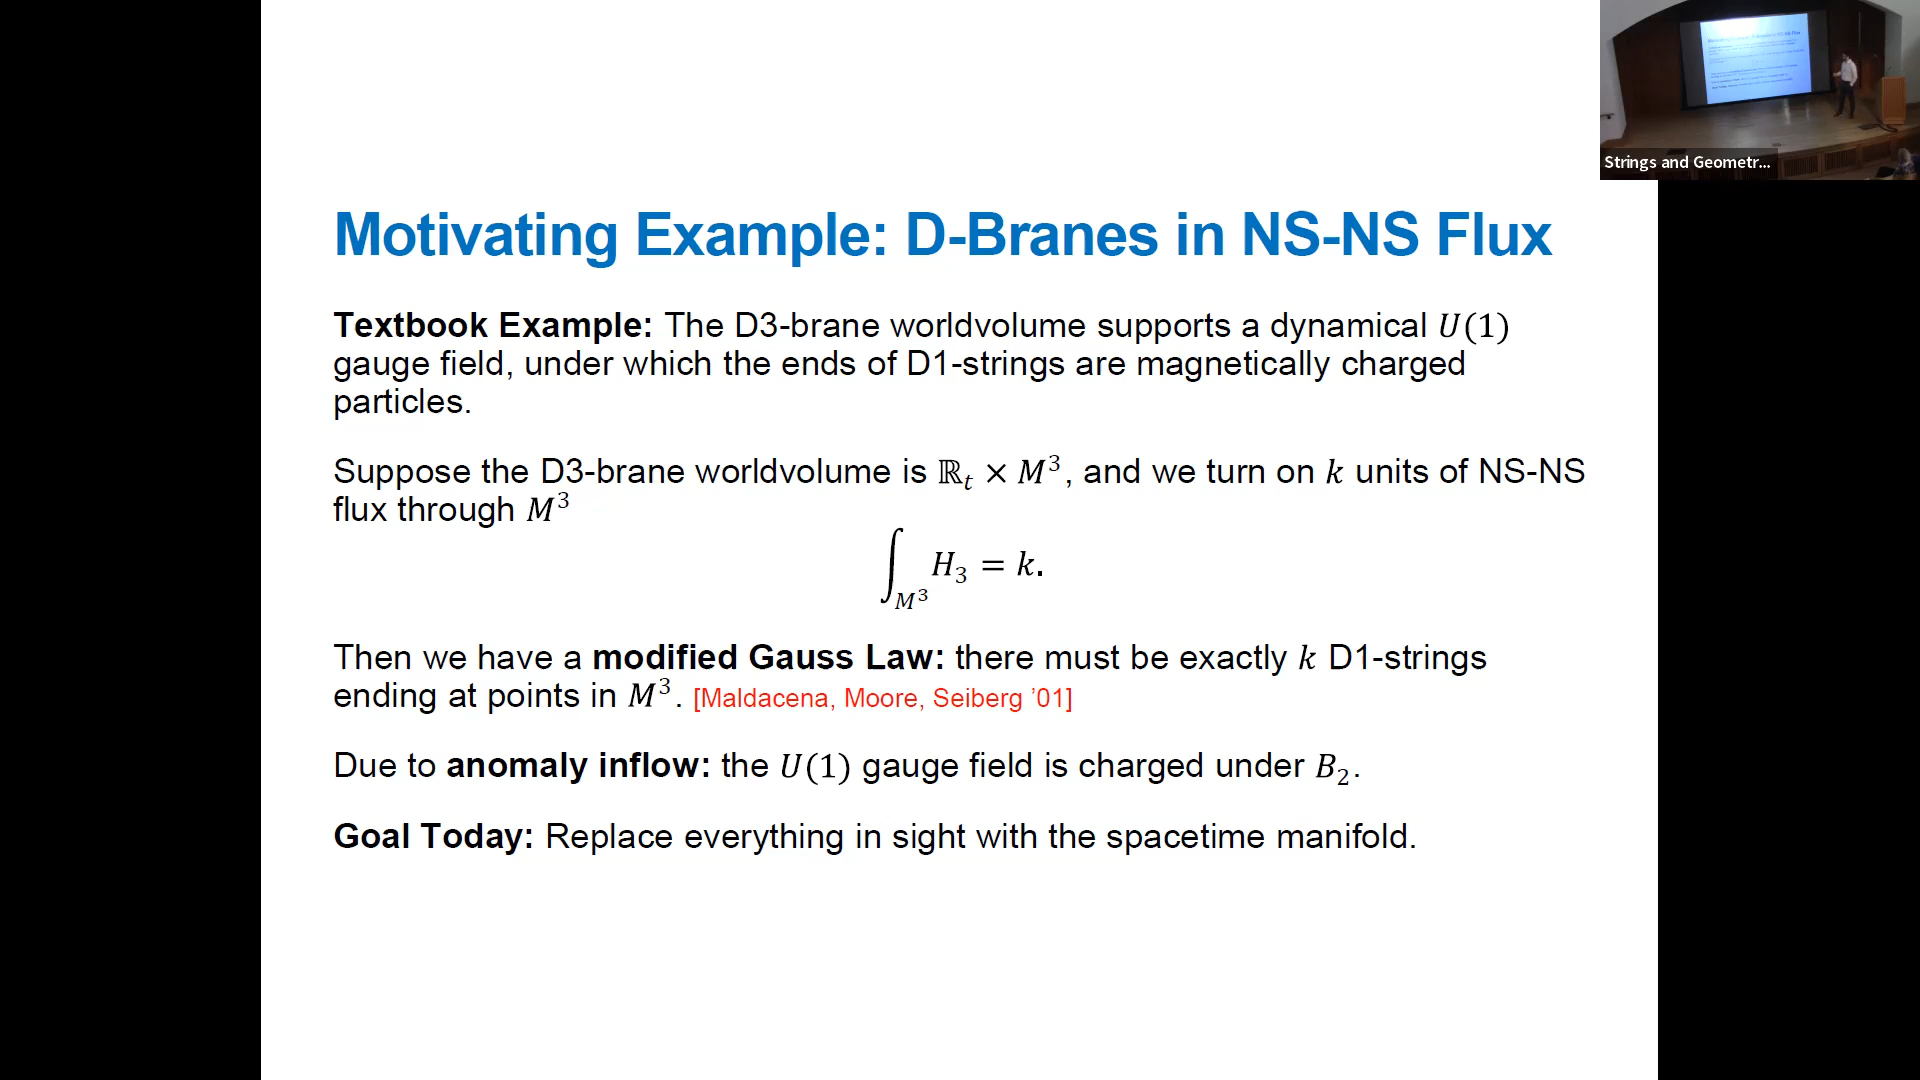 Strings and Geometr...
Motivating Example: D-Branes in NS-NS Flux
Textbook Example: The D3-brane worldvolume supports a dynamical U(1)
gauge field, under which the ends of D1-strings are magnetically charged
particles.
Suppose the D3-brane worldvolume is ℝ_t × M³, and we turn on k units of NS-NS
flux through M³
∫_{M³} H₃ = k.
Then we have a modified Gauss Law: there must be exactly k D1-strings
ending at points in M³. [Maldacena, Moore, Seiberg ’01]
Due to anomaly inflow: the U(1) gauge field is charged under B₂.
Goal Today: Replace everything in sight with the spacetime manifold.